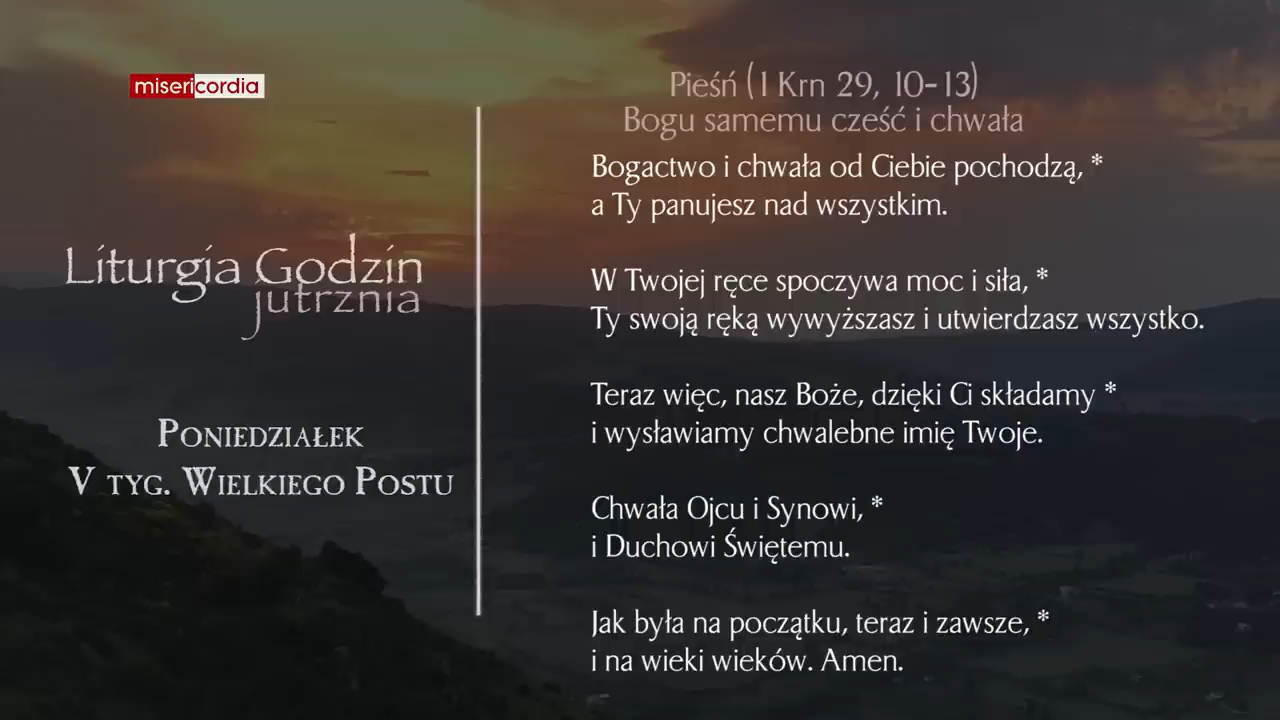 misericordia
Liturgia Godzin
jutrznia
Poniedziałek
V tyg. Wielkiego Postu
Pieśń (1 Krn 29, 10-13)
Bogu samemu cześć i chwała
Bogactwo i chwała od Ciebie pochodzą, *
a Ty panujesz nad wszystkim.
W Twojej ręce spoczywa moc i siła, *
Ty swoją ręką wywyższasz i utwierdzasz wszystko.
Teraz więc, nasz Boże, dzięki Ci składamy *
i wysławiamy chwalebne imię Twoje.
Chwała Ojcu i Synowi, *
i Duchowi Świętemu.
Jak była na początku, teraz i zawsze, *
i na wieki wieków. Amen.